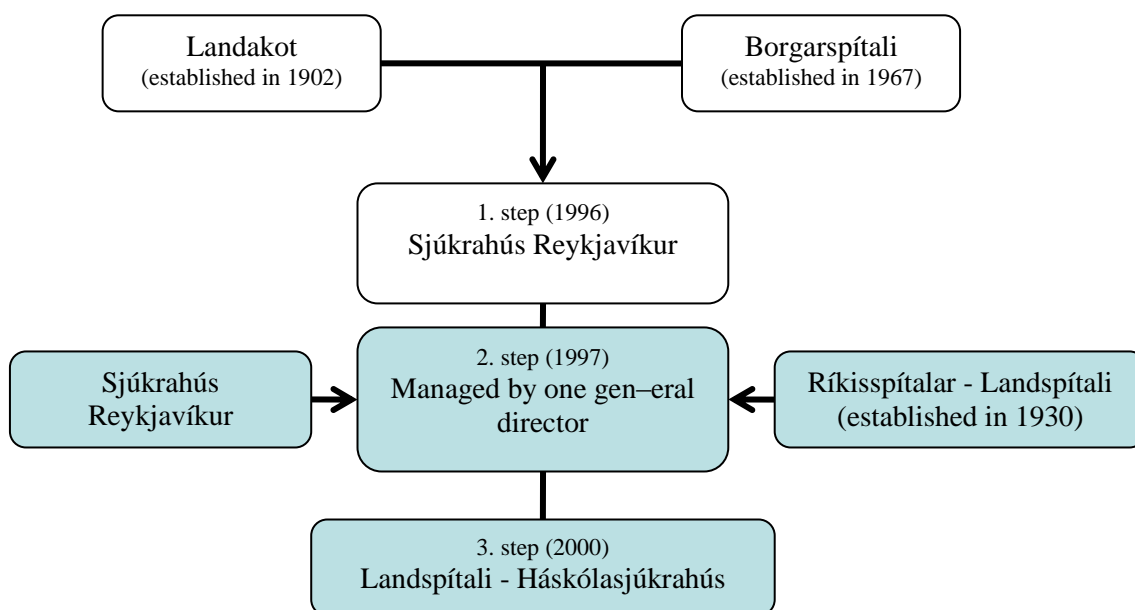 Landakot
(established in 1902)
Borgarspítali
(established in 1967)
1. step (1996)
Sjúkrahús Reykjavíkur
Sjúkrahús
Reykjavíkur
2. step (1997)
Managed by one gen–eral
director
Ríkisspítalar - Landspítali
(established in 1930)
3. step (2000)
Landspítali - Háskólasjúkrahús